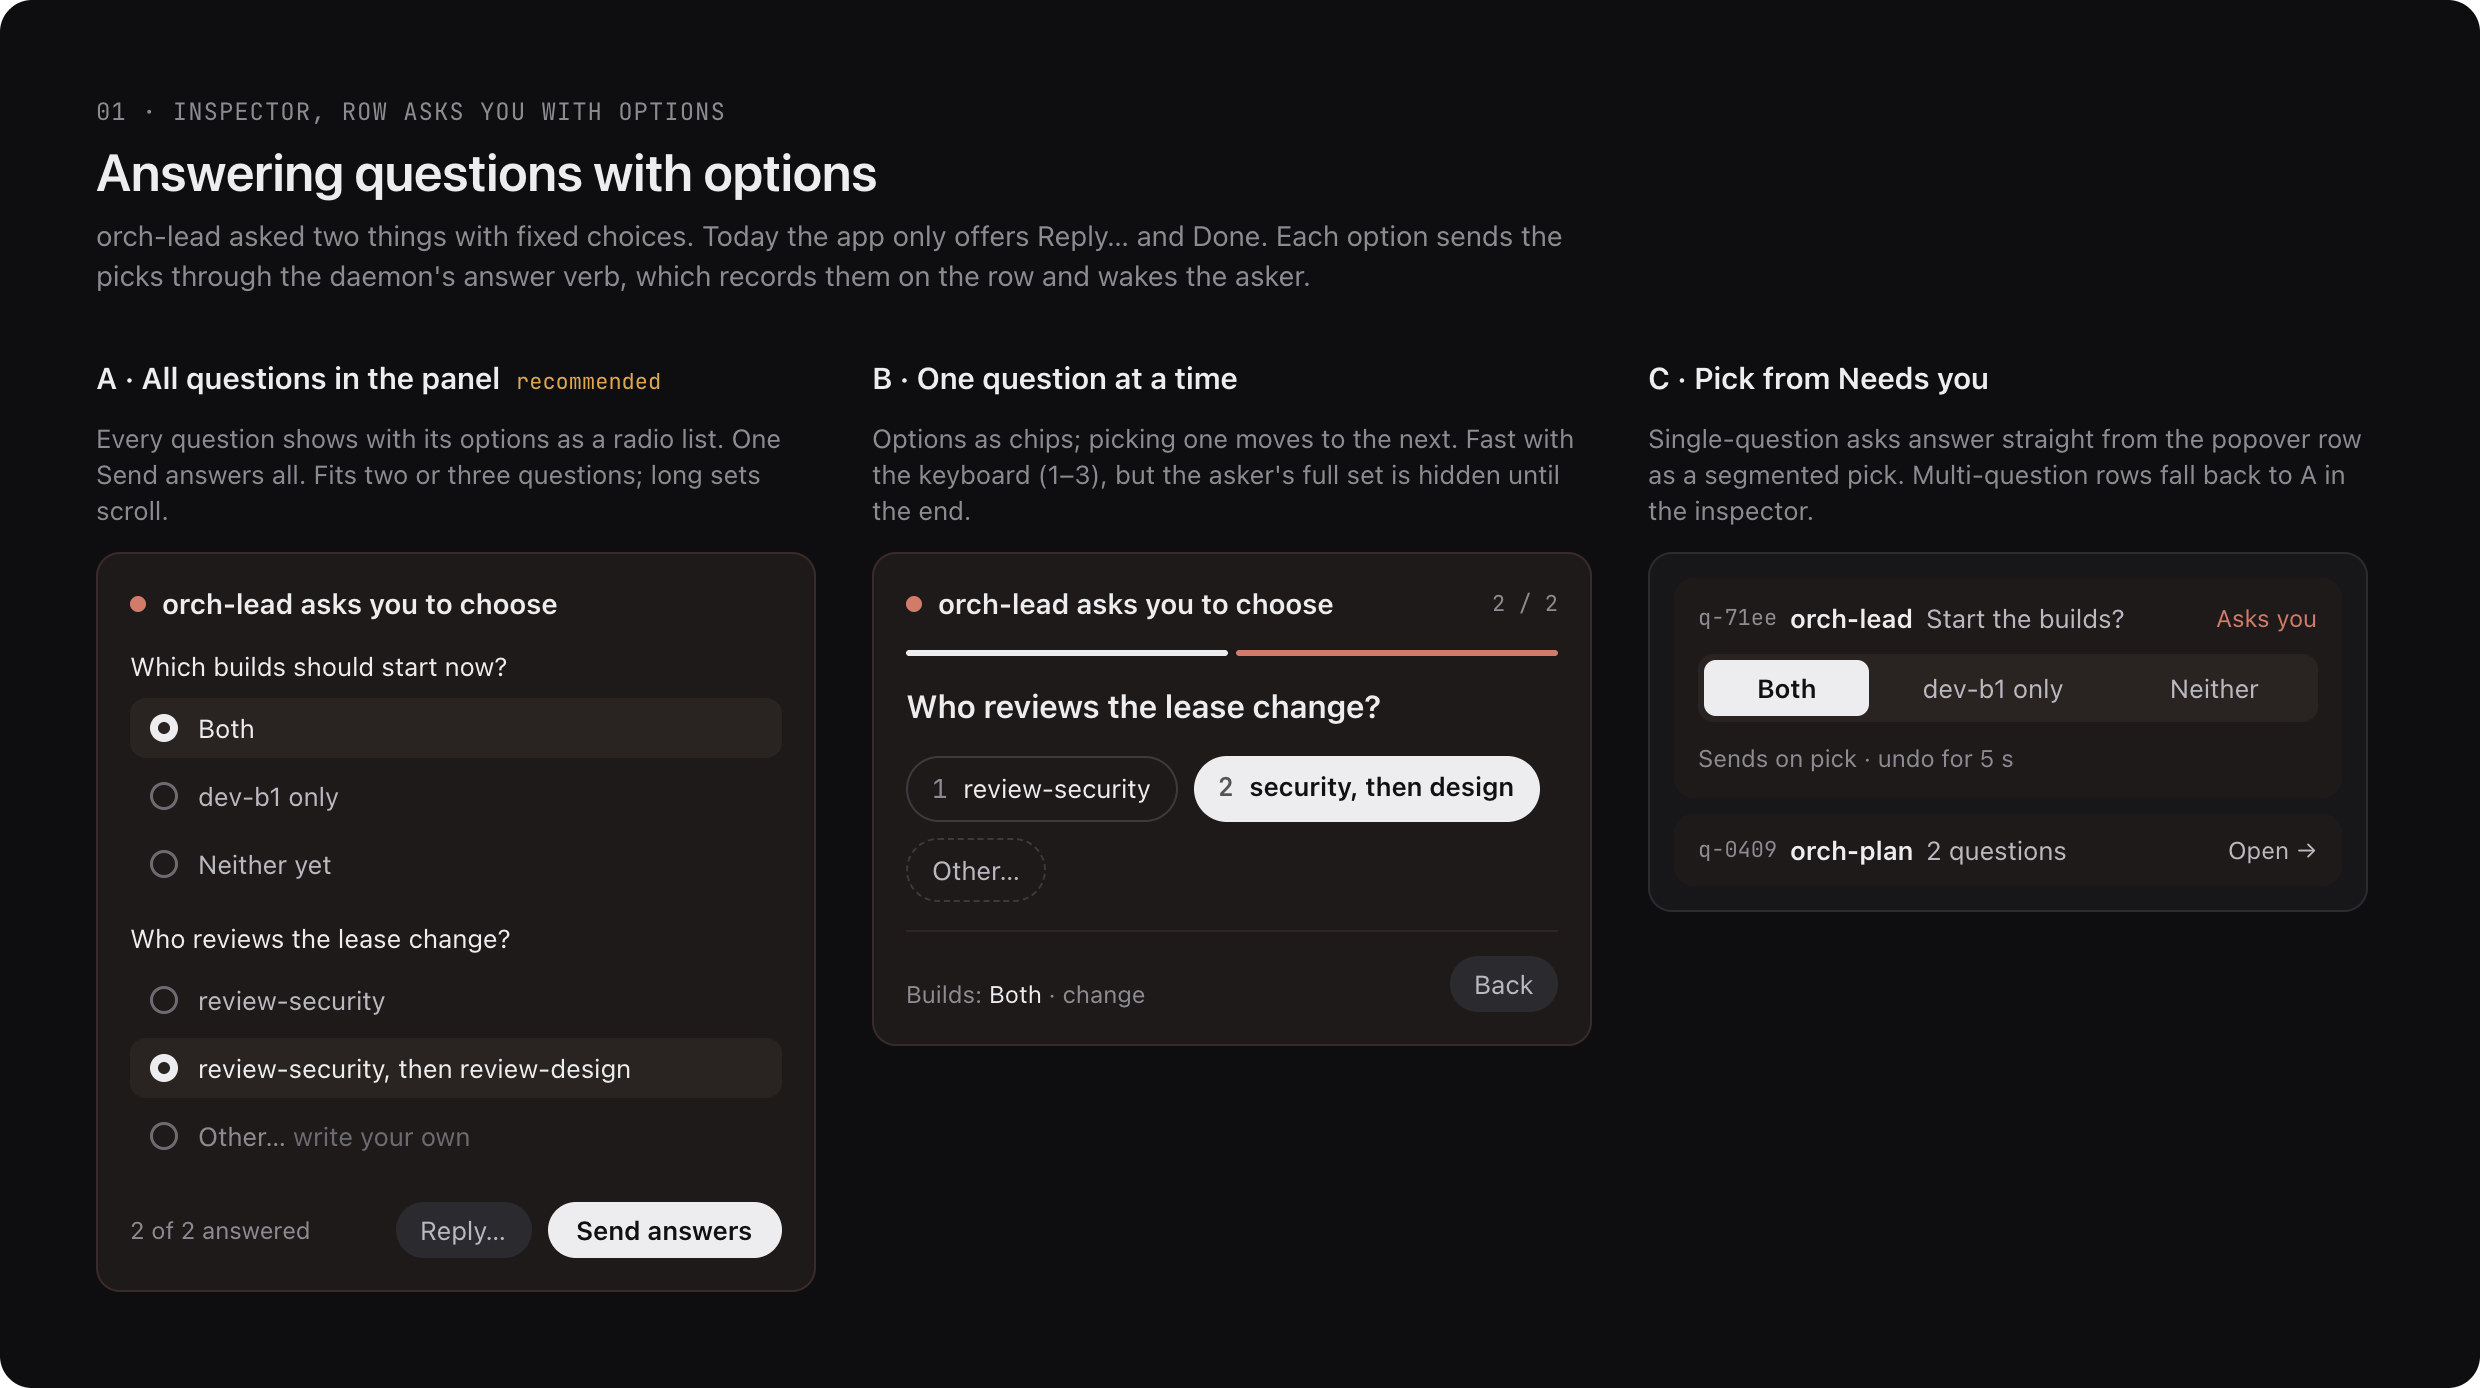 01 · INSPECTOR, ROW ASKS YOU WITH OPTIONS
Answering questions with options
orch-lead asked two things with fixed choices. Today the app only offers Reply… and Done. Each option sends the
picks through the daemon's answer verb, which records them on the row and wakes the asker.
A · All questions in the panel recommended
Every question shows with its options as a radio list. One
Send answers all. Fits two or three questions; long sets
scroll.
orch-lead asks you to choose
Which builds should start now?
Both
dev-b1 only
Neither yet
Who reviews the lease change?
review-security
review-security, then review-design
Other… write your own
2 of 2 answered
Reply…
Send answers
B · One question at a time
Options as chips; picking one moves to the next. Fast with
the keyboard (1–3), but the asker's full set is hidden until
the end.
orch-lead asks you to choose 2 / 2
Who reviews the lease change?
1 review-security
2 security, then design
Other…
Builds: Both · change
Back
C · Pick from Needs you
Single-question asks answer straight from the popover row
as a segmented pick. Multi-question rows fall back to A in
the inspector.
q-71ee orch-lead Start the builds? Asks you
Both
dev-b1 only
Neither
Sends on pick · undo for 5 s
q-0409 orch-plan 2 questions Open →